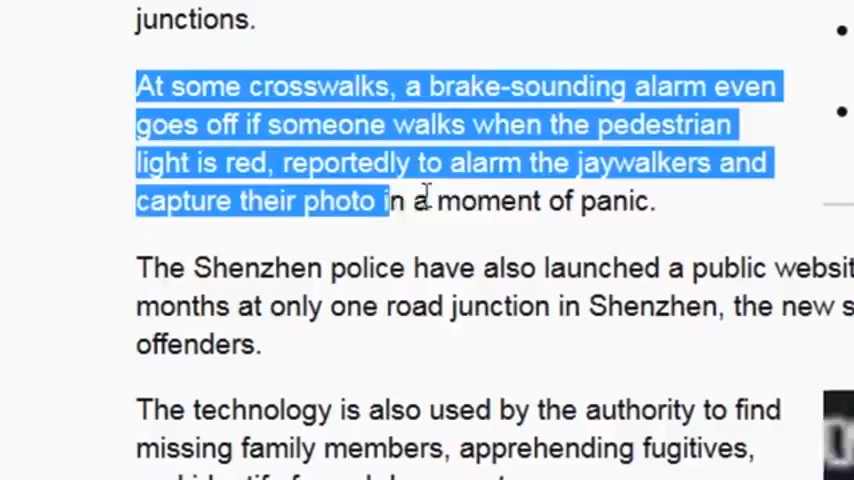 junctions.
At some crosswalks, a brake-sounding alarm even
goes off if someone walks when the pedestrian
light is red, reportedly to alarm the jaywalkers and
capture their photo in a moment of panic.
The Shenzhen police have also launched a public
months at only one road junction in Shenzhen, the new
offenders.
The technology is also used by the authority to find
missing family members, apprehending fugitives,